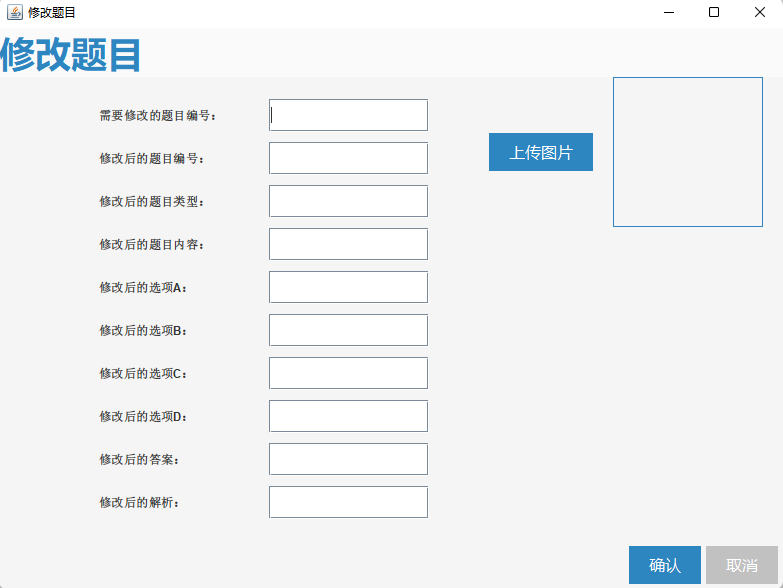 修改题目
修改题目
需要修改的题目编号：
修改后的题目编号：
上传图片
修改后的题目类型：
修改后的题目内容：
修改后的选项A：
修改后的选项B：
修改后的选项C：
修改后的选项D：
修改后的答案：
修改后的解析：
确认
取消